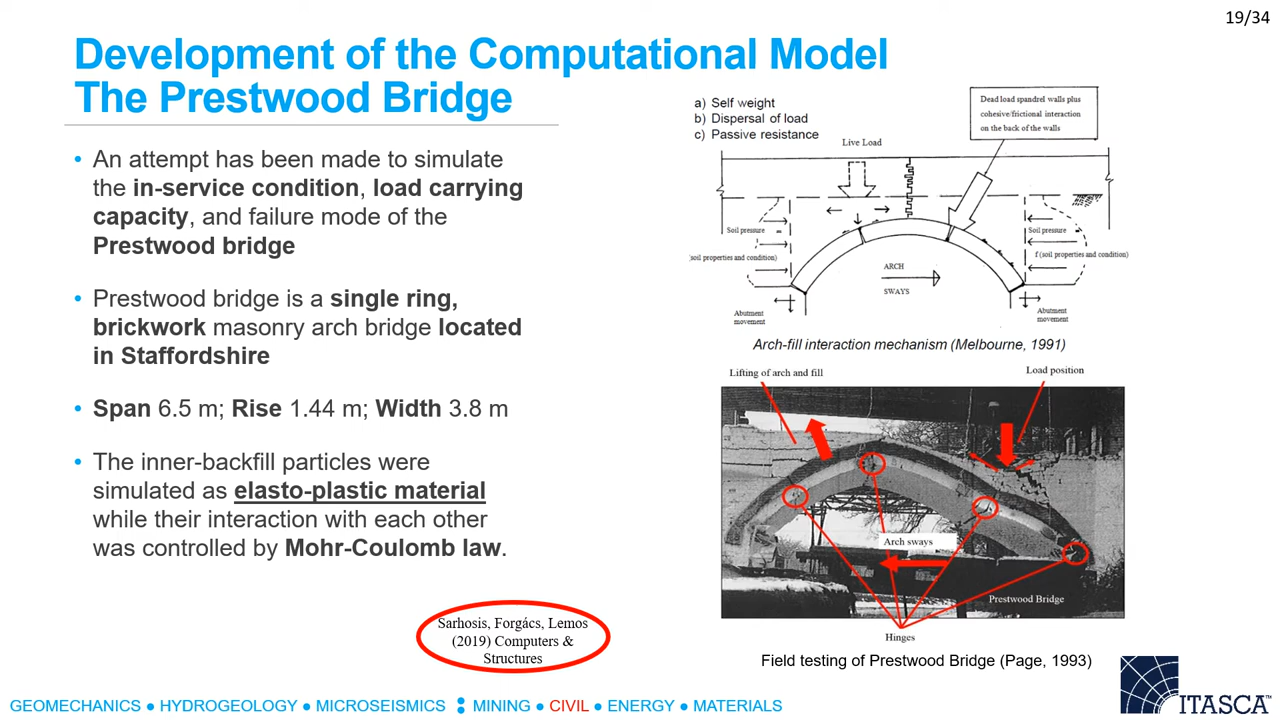 19/34
Development of the Computational Model
The Prestwood Bridge
• An attempt has been made to simulate
the in-service condition, load carrying
capacity, and failure mode of the
Prestwood bridge
• Prestwood bridge is a single ring,
brickwork masonry arch bridge located
in Staffordshire
• Span 6.5 m; Rise 1.44 m; Width 3.8 m
• The inner-backfill particles were
simulated as elasto-plastic material
while their interaction with each other
was controlled by Mohr-Coulomb law.
Sarhosis, Forgács, Lemos
(2019) Computers &
Structures
a) Self weight
b) Dispersal of load
c) Passive resistance
Dead load spandrel walls plus
cohesive/frictional interaction
on the back of the walls
Live Load
Soil pressure
(soil properties and condition)
Soil pressure
f (soil properties and condition)
ARCH
SWAYS
Abutment
movement
Abutment
movement
Arch-fill interaction mechanism (Melbourne, 1991)
Lifting of arch and fill
Load position
Arch sways
Prestwood Bridge
Hinges
Field testing of Prestwood Bridge (Page, 1993)
GEOMECHANICS ● HYDROGEOLOGY ● MICROSEISMICS : MINING ● CIVIL ● ENERGY ● MATERIALS
ITASCA™